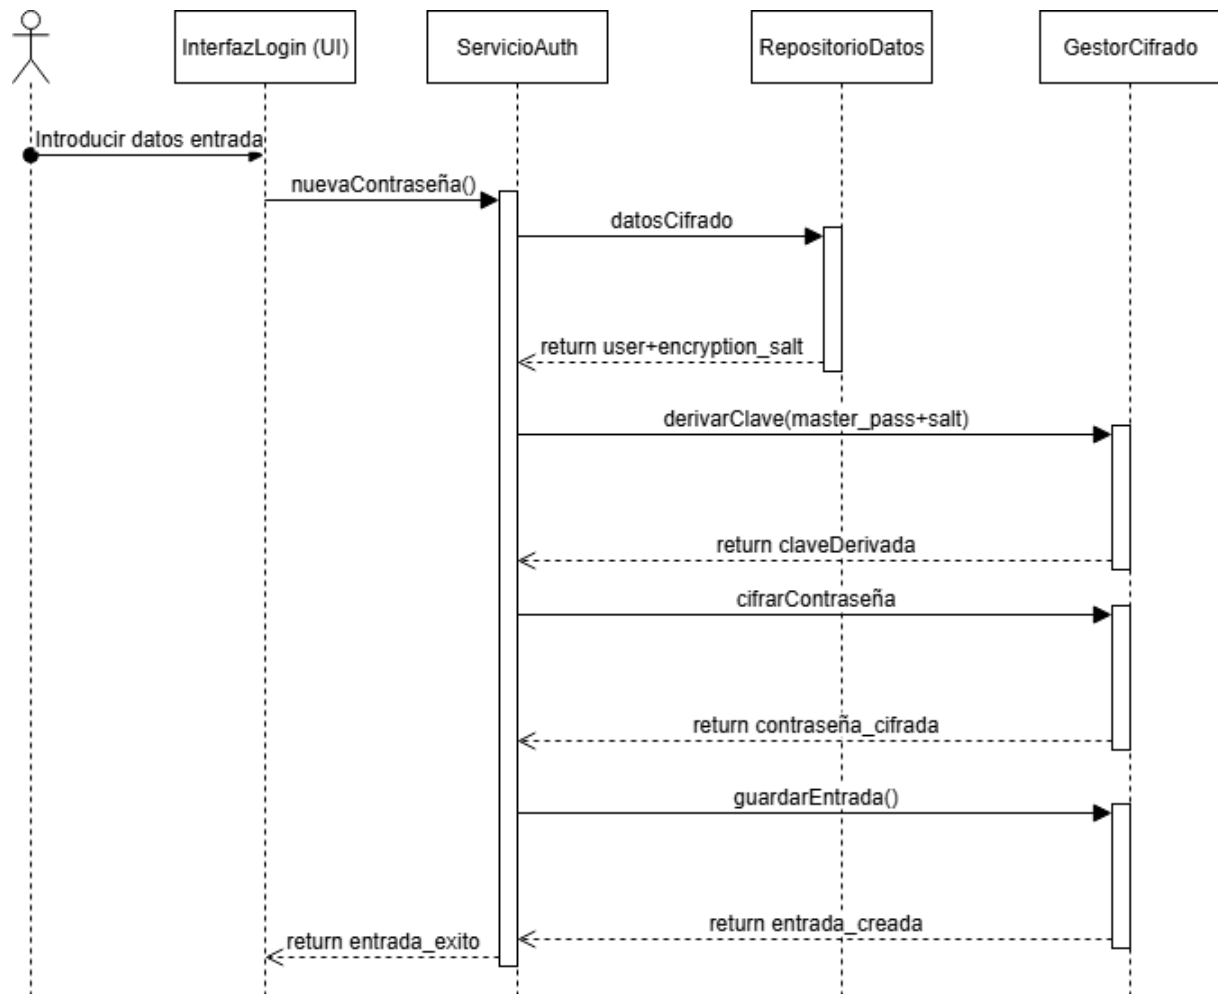 InterfazLogin (UI)
ServicioAuth
RepositorioDatos
GestorCifrado
Introducir datos entrada
nuevaContraseña()
datosCifrado
return user+encryption_salt
derivarClave(master_pass+salt)
return claveDerivada
cifrarContraseña
return contraseña_cifrada
guardarEntrada()
return entrada_creada
return entrada_exito